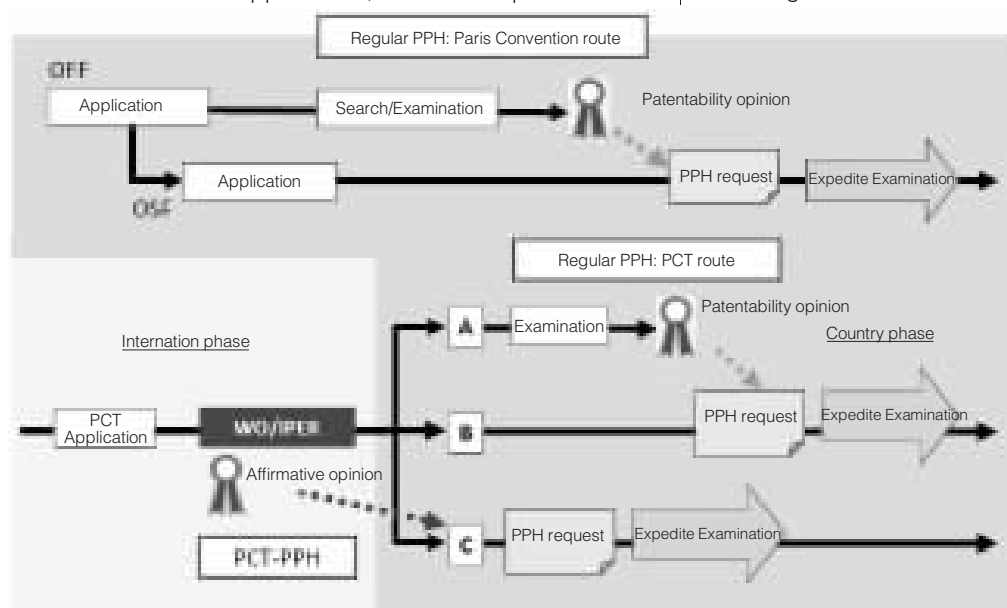 Regular PPH: Paris Convention route
OFF
Application
Search/Examination
Patentability opinion
Application
OSF
PPH request
Expedite Examination
Regular PPH: PCT route
Patentability opinion
A
Examination
Internation phase
Country phase
PCT
Application
WO/IPER
B
PPH request
Expedite Examination
Affirmative opinion
C
PPH request
Expedite Examination
PCT-PPH